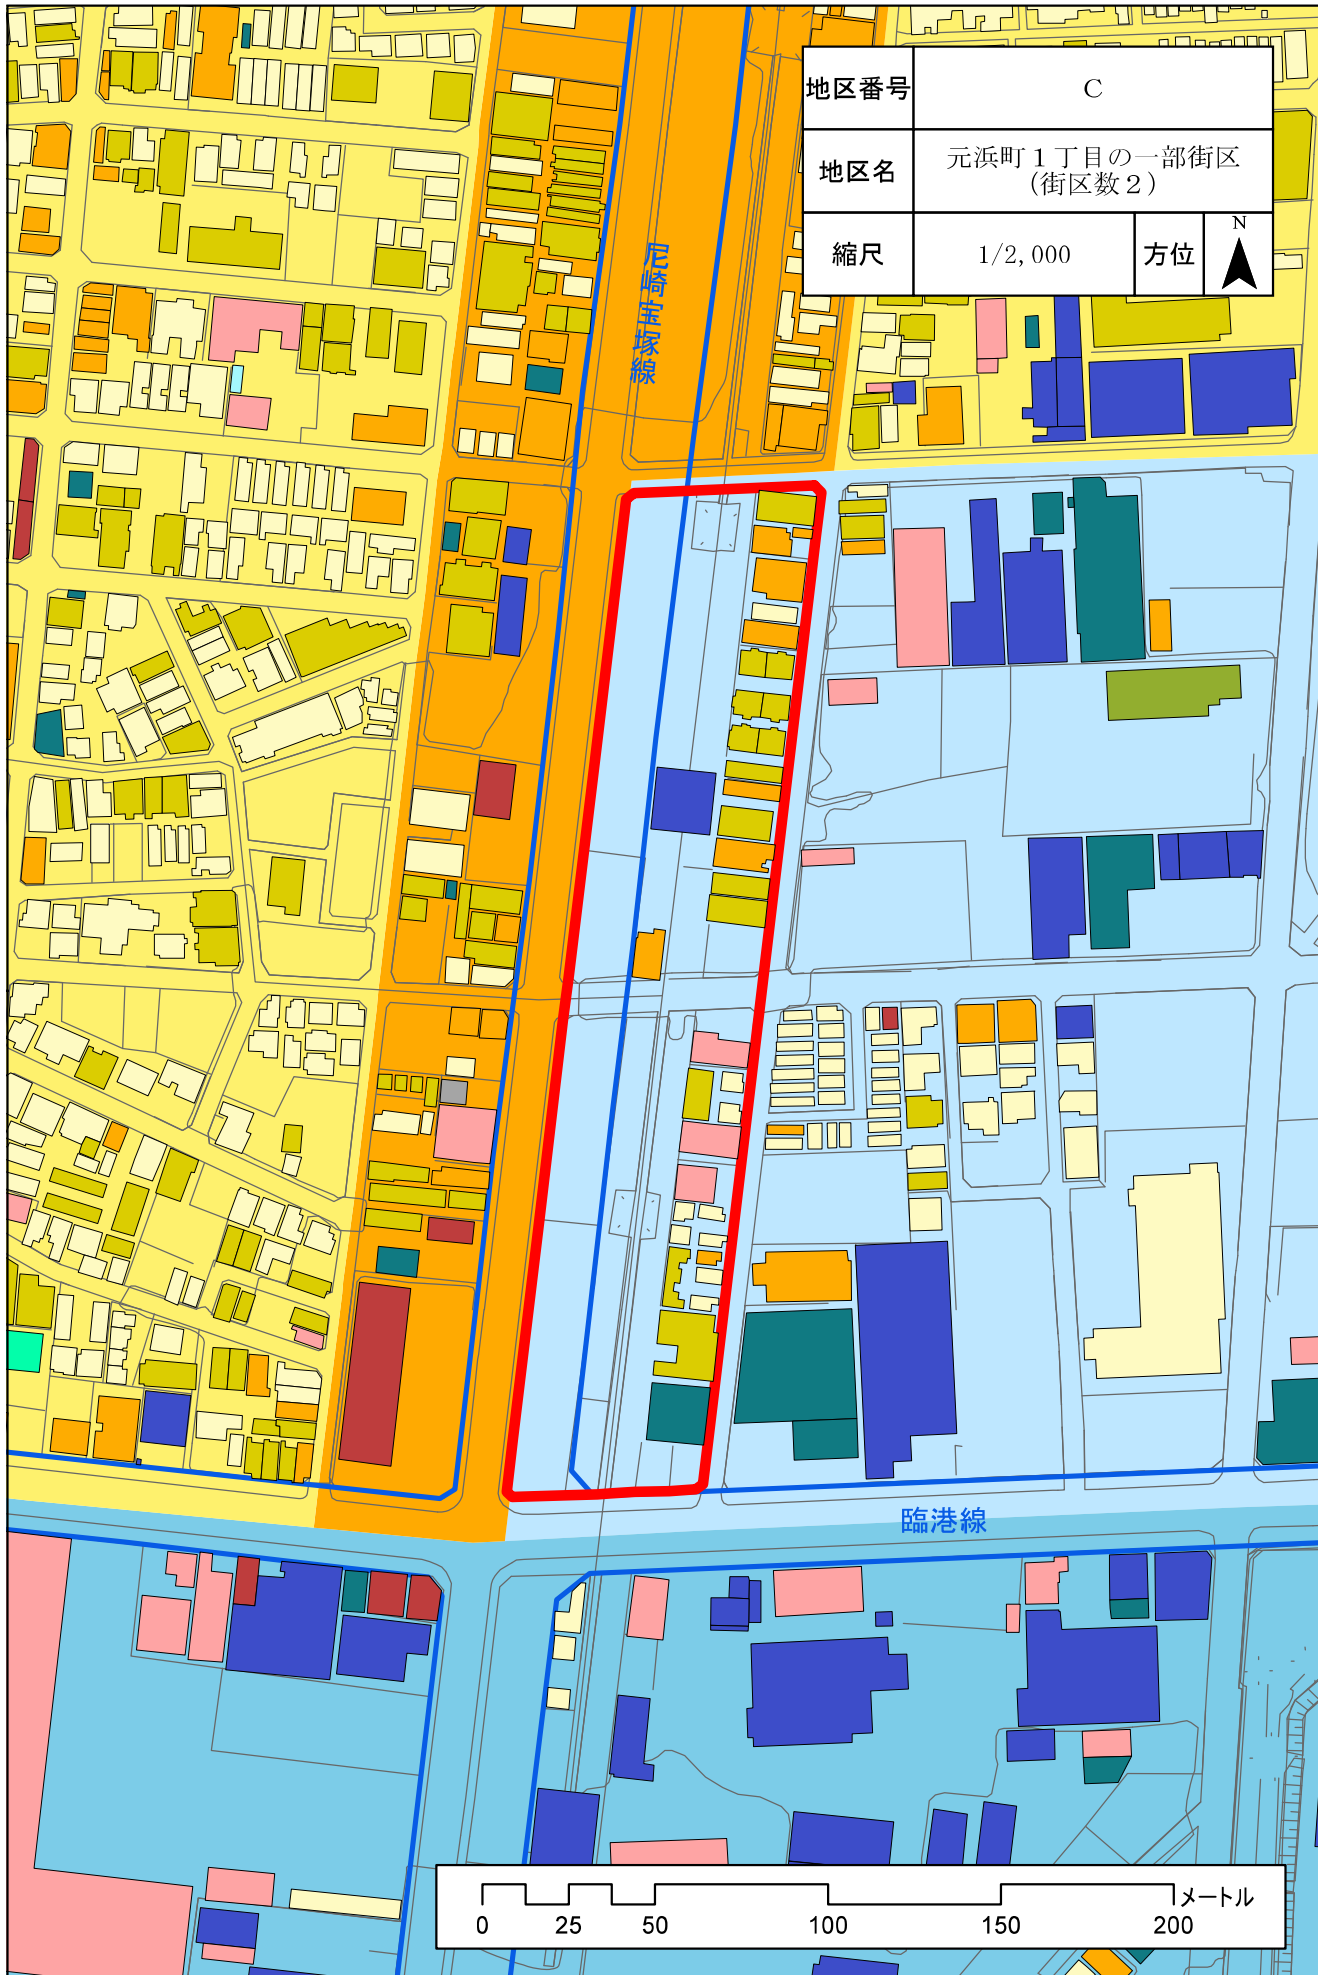 地区番号 C
地区名 元浜町１丁目の一部街区
（街区数２）
縮尺 1/2,000 方位 N
尼崎宝塚線
臨港線
0 25 50 100 150 200 メートル